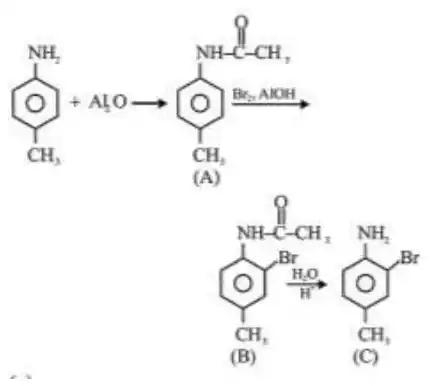 O
NH₂ NH–C–CH₃
+ Al₂O Br₂, AlOH
CH₃ CH₃
(A)
O
NH–C–CH₃ NH₂
Br H₂O Br
H⁺
CH₃ CH₃
(B) (C)